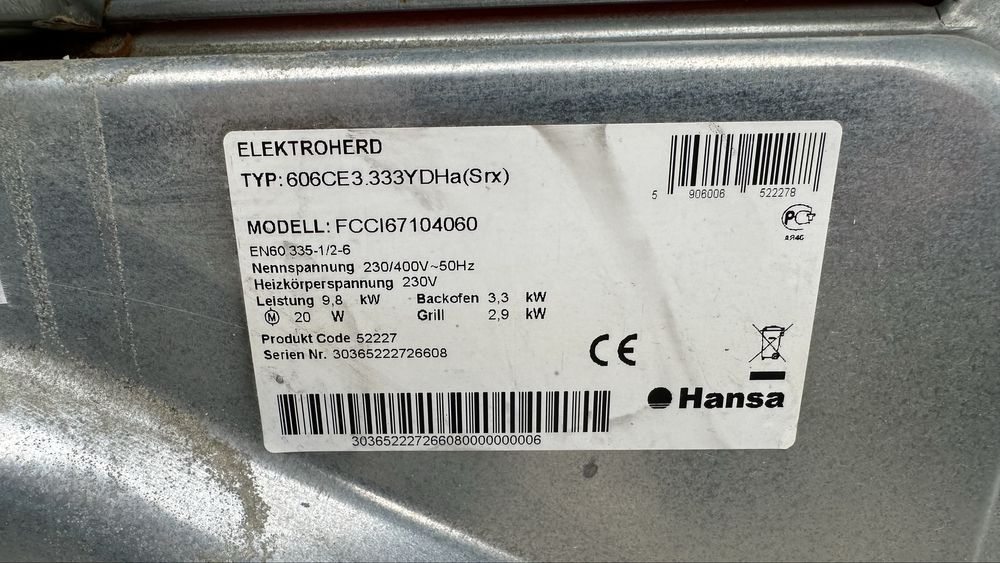 ELEKTROHERD
TYP: 606CE3.333YDHa(Srx)
5 906006 522278
MODELL: FCCI67104060
EN60 335-1/2-6
Nennspannung 230/400V~50Hz
Heizkörperspannung 230V
Leistung 9,8 kW Backofen 3,3 kW
M 20 W Grill 2,9 kW
Produkt Code 52227
Serien Nr. 30365222726608
CE
Hansa
303652227266080000000006